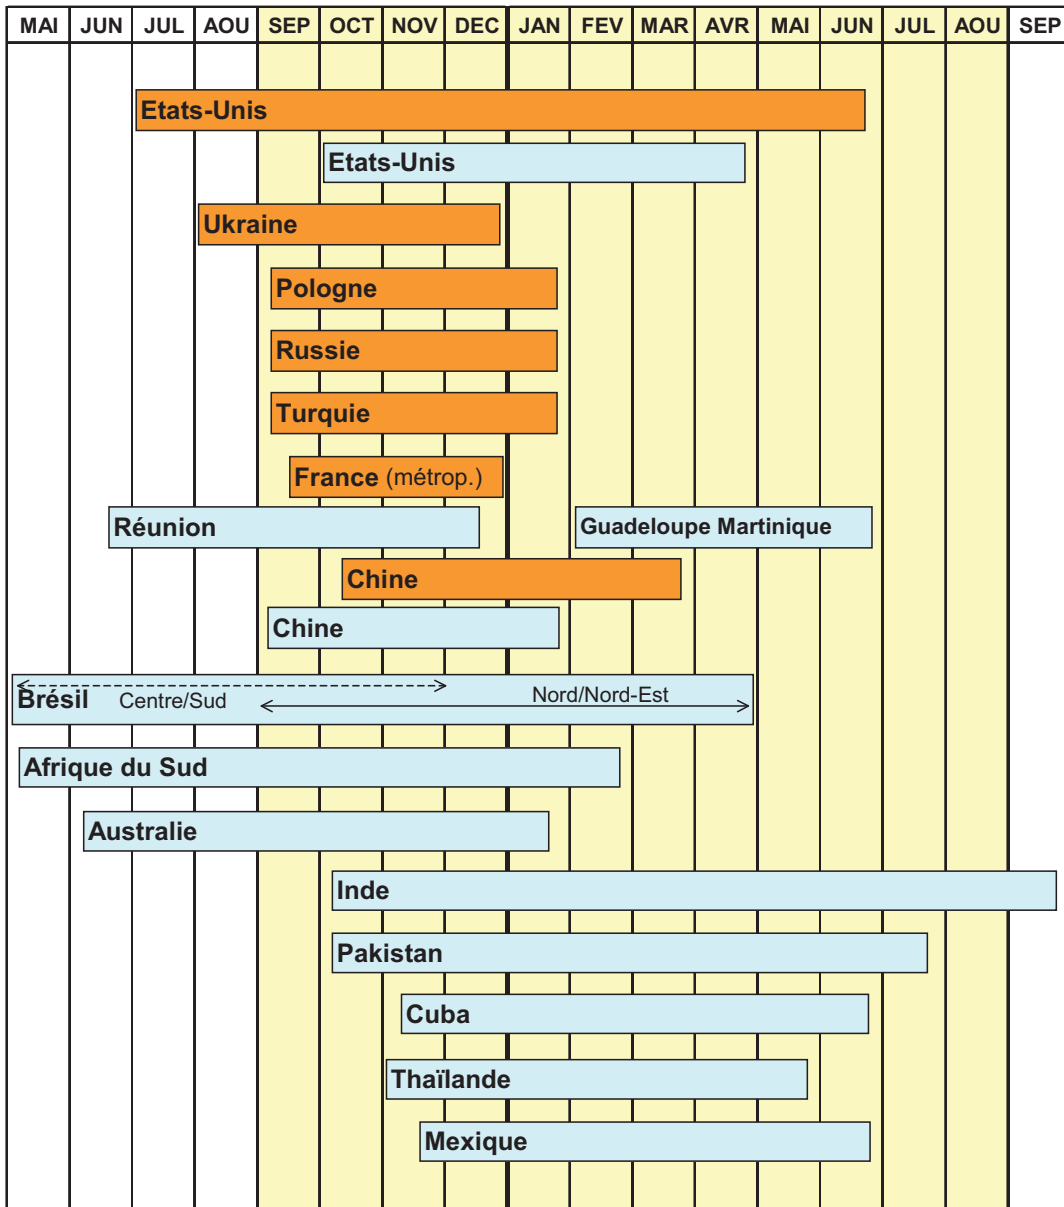 MAI JUN JUL AOU SEP OCT NOV DEC JAN FEV MAR AVR MAI JUN JUL AOU SEP
Etats-Unis
Etats-Unis
Ukraine
Pologne
Russie
Turquie
France (métrop.)
Réunion Guadeloupe Martinique
Chine
Chine
Brésil Centre/Sud Nord/Nord-Est
Afrique du Sud
Australie
Inde
Pakistan
Cuba
Thaïlande
Mexique